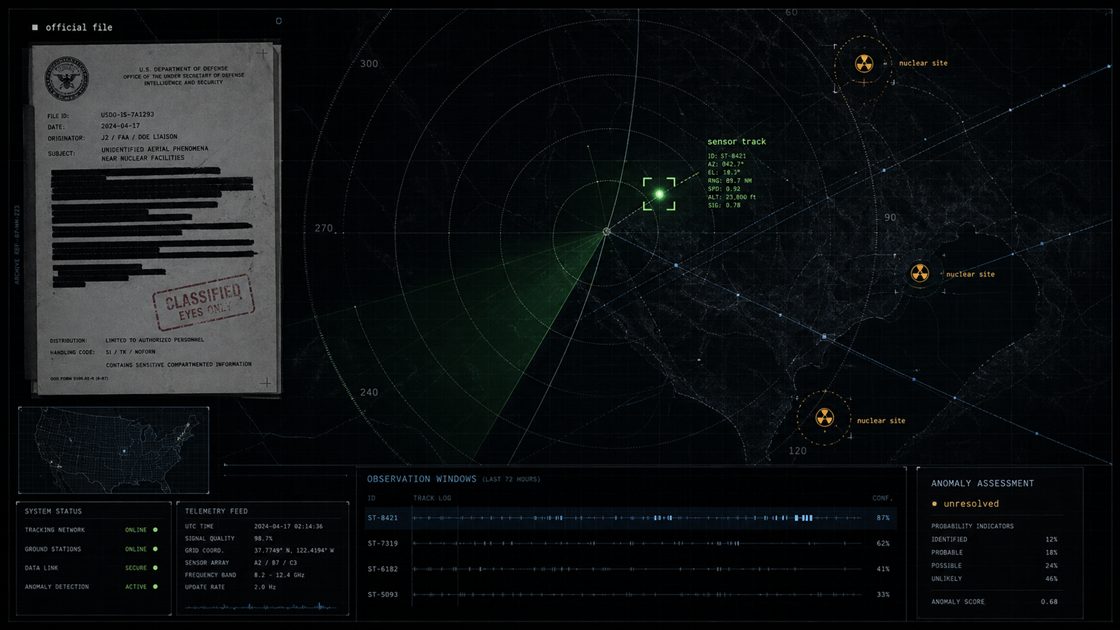 official file
U.S. DEPARTMENT OF DEFENSE
OFFICE OF THE UNDER SECRETARY OF DEFENSE
INTELLIGENCE AND SECURITY
FILE ID: USDO-IS-7A1293
DATE: 2024-04-17
ORIGINATOR: J2 / FAA / DOE LIAISON
SUBJECT: UNIDENTIFIED AERIAL PHENOMENA
NEAR NUCLEAR FACILITIES
CLASSIFIED
EYES ONLY
DISTRIBUTION: LIMITED TO AUTHORIZED PERSONNEL
HANDLING CODE: SI / TK / NOFORN
CONTAINS SENSITIVE COMPARTMENTED INFORMATION
60
300
270
240
90
120
nuclear site
nuclear site
nuclear site
sensor track
ID: ST-8421
AZ: 042.7°
EL: 18.3°
RNG: 89.7 NM
SPD: 0.92
ALT: 23,800 ft
SIG: 0.78
SYSTEM STATUS
TRACKING NETWORK ONLINE
GROUND STATIONS ONLINE
DATA LINK SECURE
ANOMALY DETECTION ACTIVE
TELEMETRY FEED
UTC TIME 2024-04-17 02:14:36
SIGNAL QUALITY 98.7%
GRID COORD. 37.7749° N, 122.4194° W
SENSOR ARRAY A2 / B7 / C3
FREQUENCY BAND 8.2 - 12.4 GHz
UPDATE RATE 2.0 Hz
OBSERVATION WINDOWS (LAST 72 HOURS)
ID TRACK LOG CONF.
ST-8421 87%
ST-7319 62%
ST-6182 41%
ST-5093 33%
ANOMALY ASSESSMENT
unresolved
PROBABILITY INDICATORS
IDENTIFIED 12%
PROBABLE 18%
POSSIBLE 24%
UNLIKELY 46%
ANOMALY SCORE 0.68